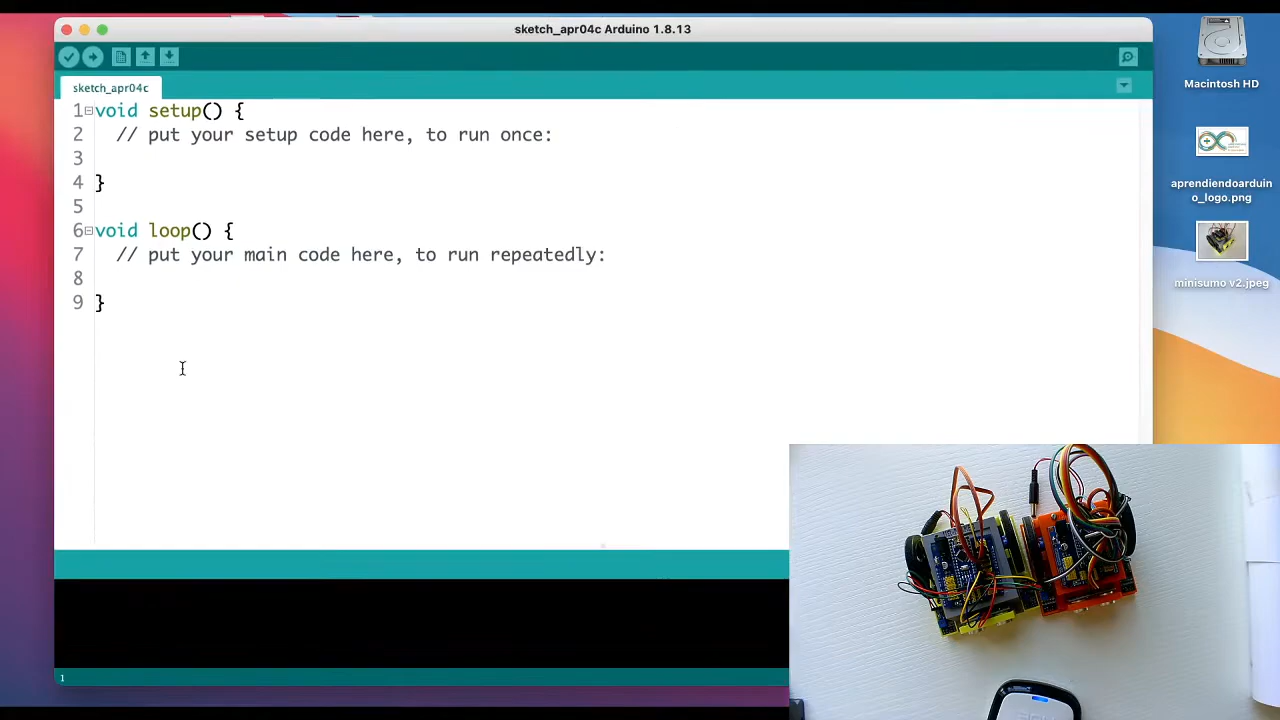 sketch_apr04c Arduino 1.8.13
sketch_apr04c
1 void setup() {
2 // put your setup code here, to run once:
3
4 }
5
6 void loop() {
7 // put your main code here, to run repeatedly:
8
9 }
1
Macintosh HD
aprendiendoarduin
o_logo.png
minisumo v2.jpeg